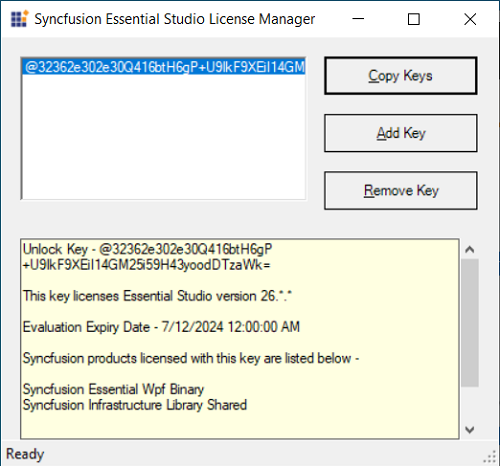 Syncfusion Essential Studio License Manager
@32362e302e30Q416btH6gP+U9IkF9XEiI14GM
Copy Keys
Add Key
Remove Key
Unlock Key - @32362e302e30Q416btH6gP
+U9IkF9XEiI14GM25i59H43yoodDTzaWk=
This key licenses Essential Studio version 26.*.*
Evaluation Expiry Date - 7/12/2024 12:00:00 AM
Syncfusion products licensed with this key are listed below -
Syncfusion Essential Wpf Binary
Syncfusion Infrastructure Library Shared
Ready